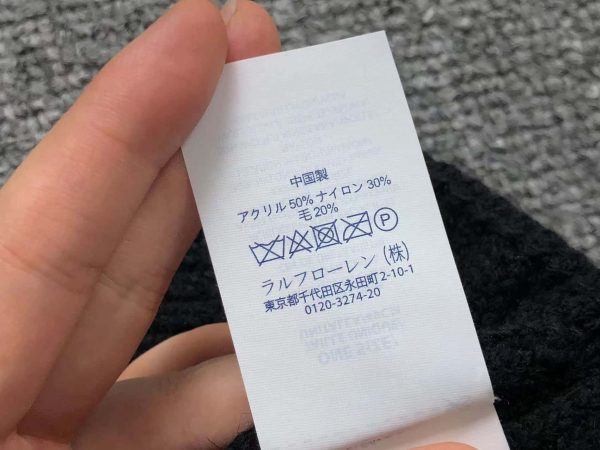 中国製
アクリル 50% ナイロン 30%
毛 20%
P
ラルフローレン (株)
東京都千代田区永田町2-10-1
0120-3274-20
ONE SIZE